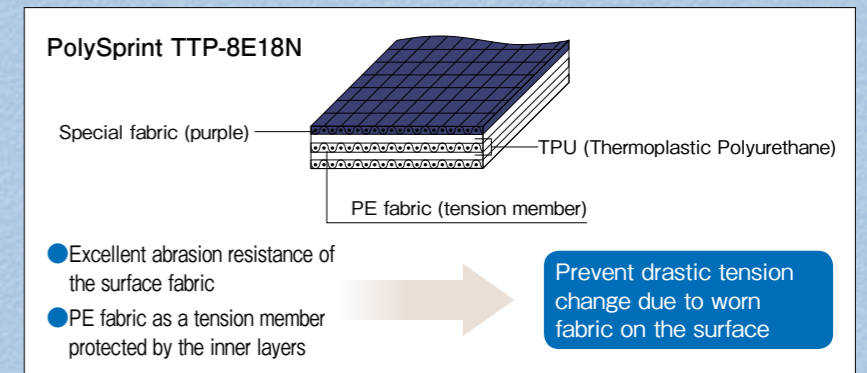 PolySprint TTP-8E18N
Special fabric (purple)
TPU (Thermoplastic Polyurethane)
PE fabric (tension member)
●Excellent abrasion resistance of
the surface fabric
●PE fabric as a tension member
protected by the inner layers
Prevent drastic tension
change due to worn
fabric on the surface